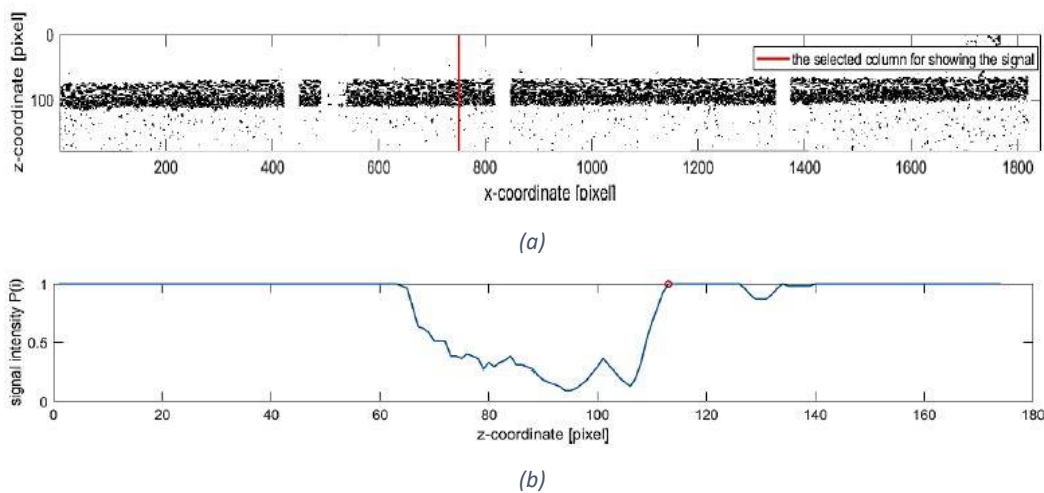 z-coordinate [pixel]
0
100
the selected column for showing the signal
200 400 600 800 1000 1200 1400 1600 1800
x-coordinate [pixel]
(a)
signal intensity P(i)
1
0.5
0
0 20 40 60 80 100 120 140 160 180
z-coordinate [pixel]
(b)